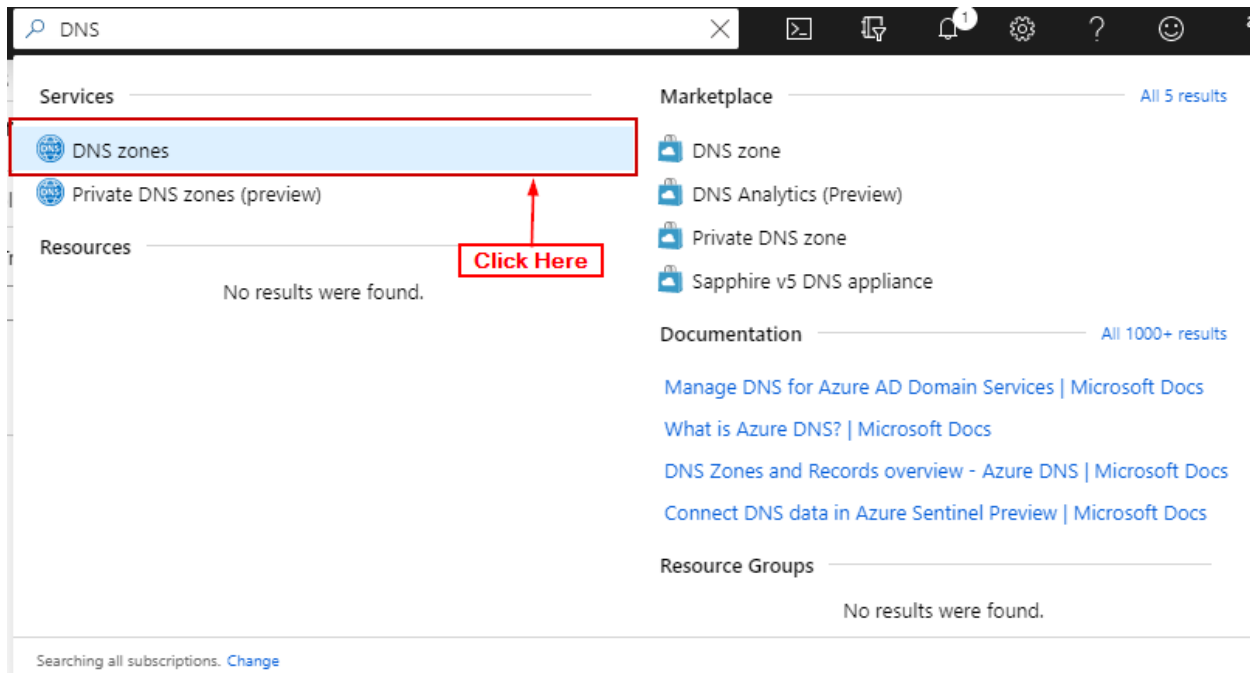 DNS
1
Services
DNS zones
Private DNS zones (preview)
Resources
Click Here
No results were found.
Marketplace
All 5 results
DNS zone
DNS Analytics (Preview)
Private DNS zone
Sapphire v5 DNS appliance
Documentation
All 1000+ results
Manage DNS for Azure AD Domain Services | Microsoft Docs
What is Azure DNS? | Microsoft Docs
DNS Zones and Records overview - Azure DNS | Microsoft Docs
Connect DNS data in Azure Sentinel Preview | Microsoft Docs
Resource Groups
No results were found.
Searching all subscriptions. Change